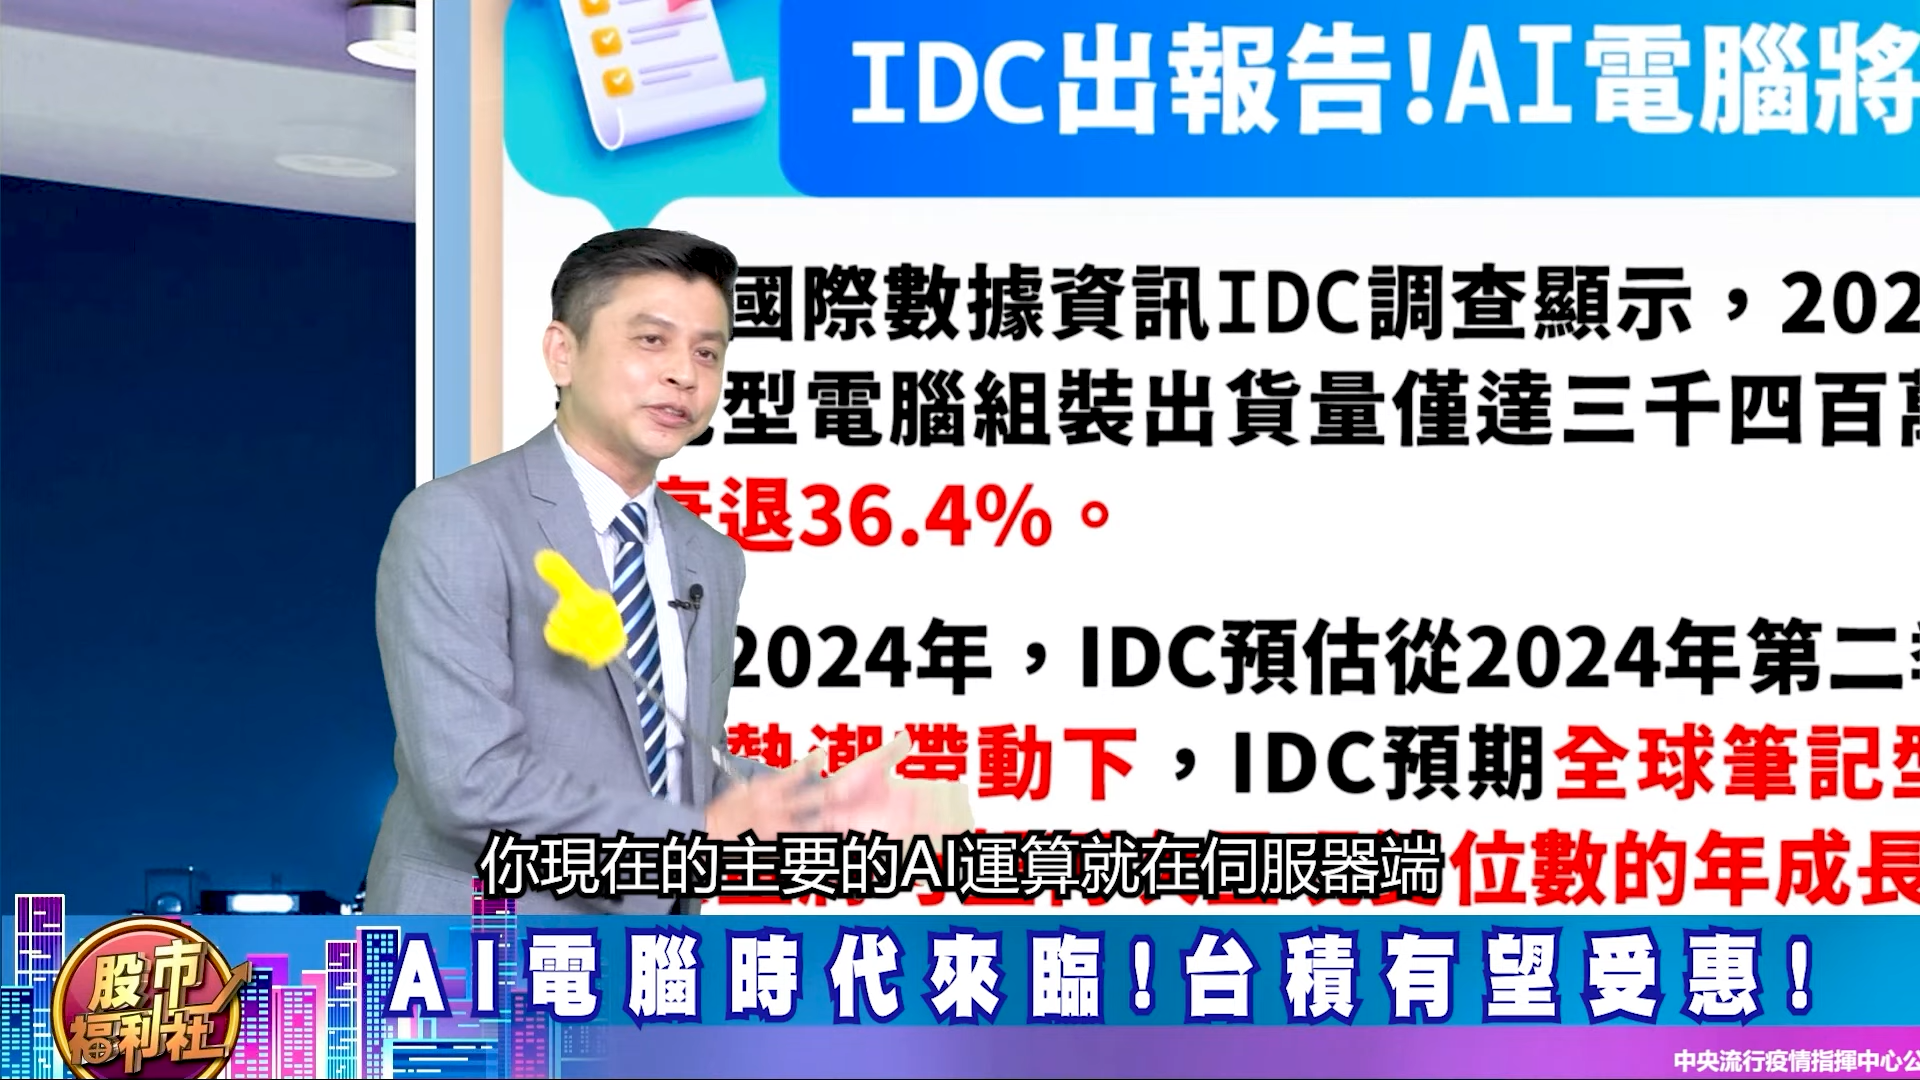 IDC出報告!AI電腦將
國際數據資訊IDC調查顯示，202
型電腦組裝出貨量僅達三千四百萬
衰退36.4%。
2024年，IDC預估從2024年第二季
熱潮帶動下，IDC預期全球筆記型
位數的年成長
你現在的主要的AI運算就在伺服器端
AI電腦時代來臨!台積有望受惠!
股市
福利社
中央流行疫情指揮中心公